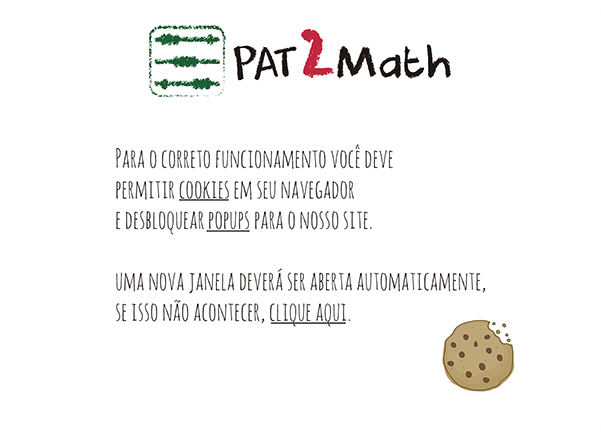 PAT2Math
PARA O CORRETO FUNCIONAMENTO VOCÊ DEVE
PERMITIR COOKIES EM SEU NAVEGADOR
E DESBLOQUEAR POPUPS PARA O NOSSO SITE.
UMA NOVA JANELA DEVERÁ SER ABERTA AUTOMATICAMENTE,
SE ISSO NÃO ACONTECER, CLIQUE AQUI.